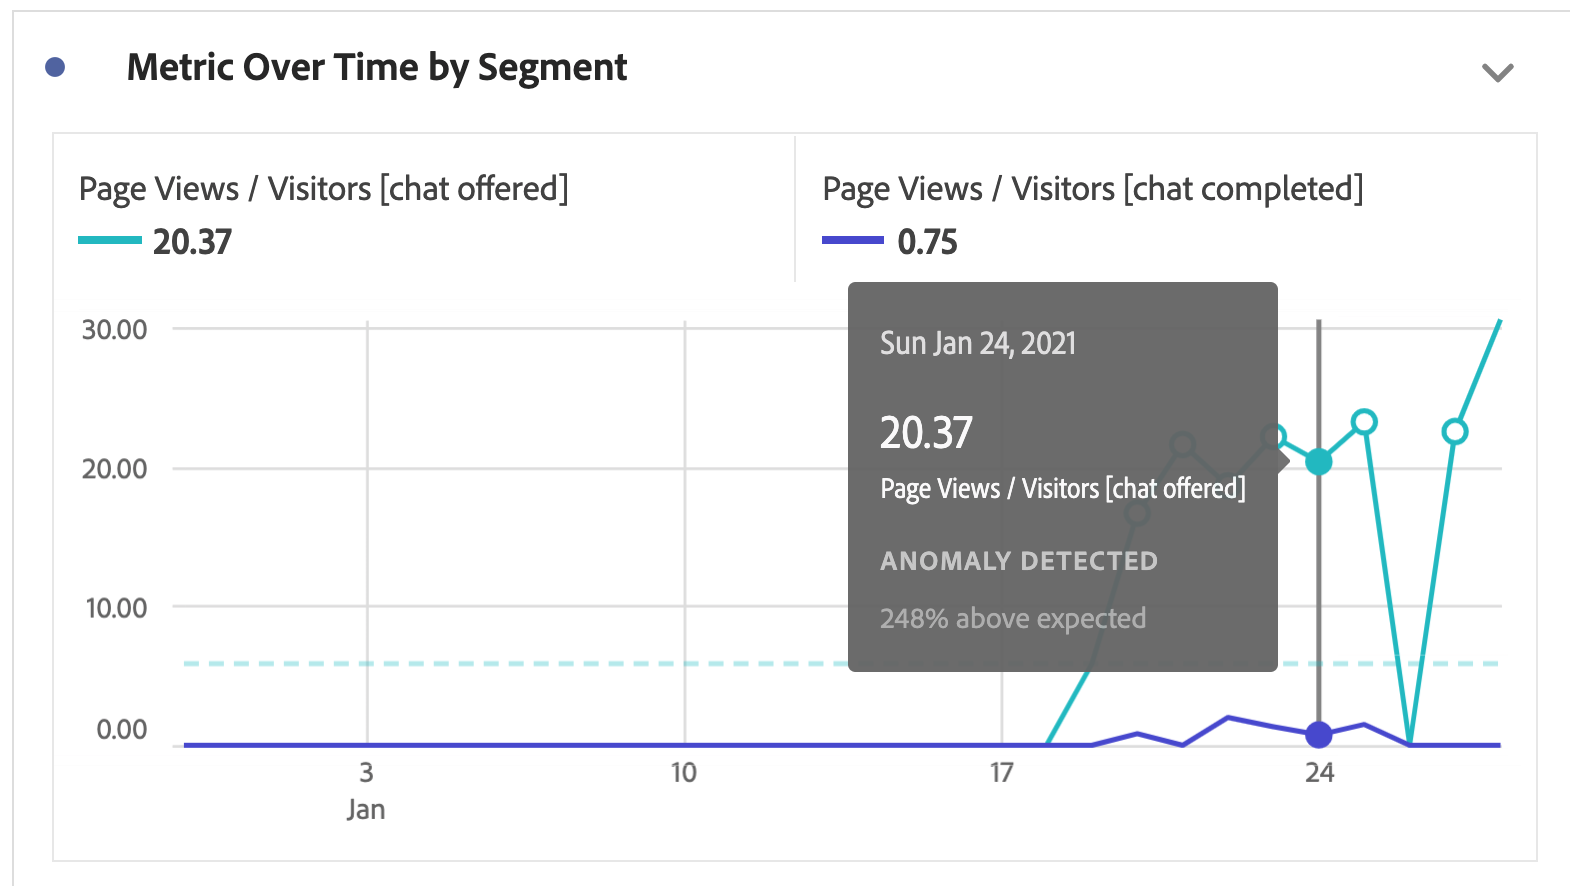 Metric Over Time by Segment
Page Views / Visitors [chat offered]
20.37
Page Views / Visitors [chat completed]
0.75
30.00
20.00
10.00
0.00
Sun Jan 24, 2021
20.37
Page Views / Visitors [chat offered]
ANOMALY DETECTED
248% above expected
3
10
17
24
Jan